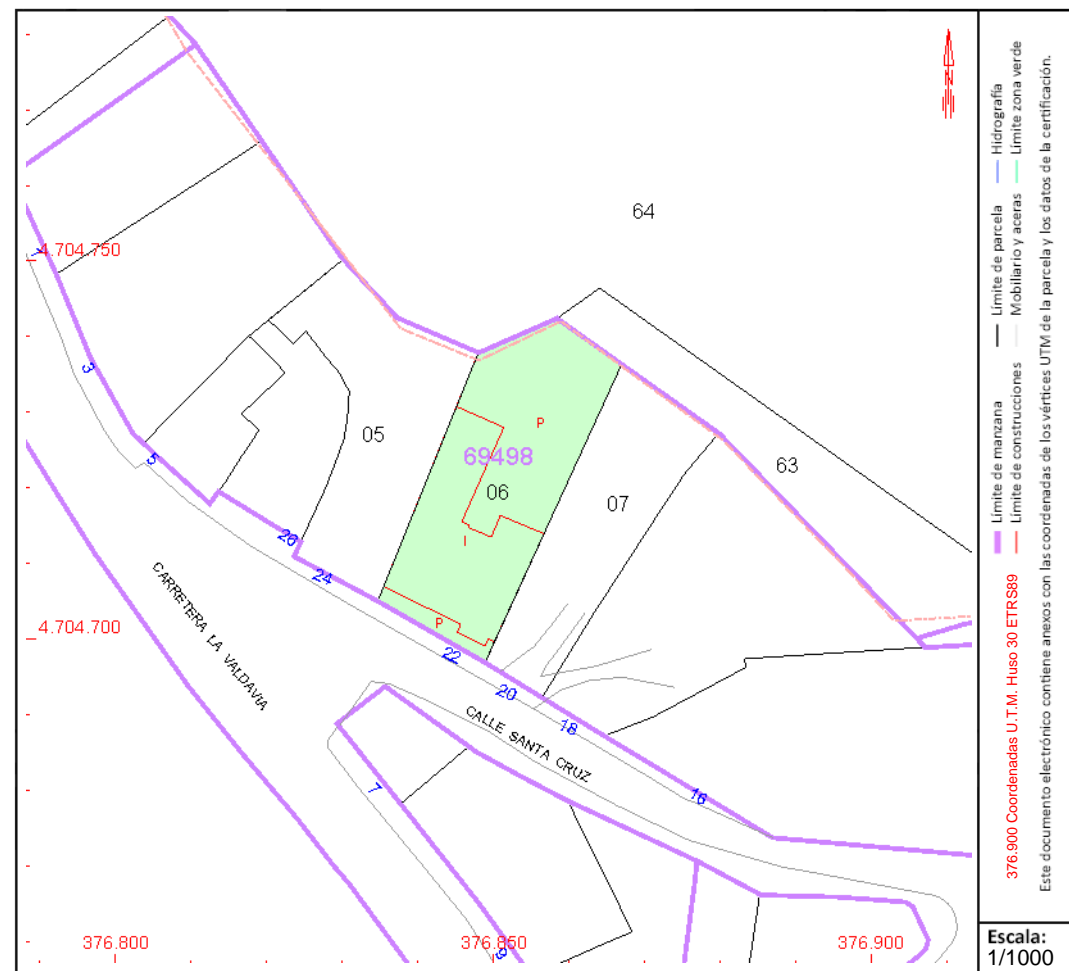 64
4.704.750
1
3
05
63
69498
P
06
07
5
I
26
24
CARRETERA LA VALDAVIA
4.704.700
P
22
20
18
CALLE SANTA CRUZ
16
7
376.800
376.850
376.900
9
N
Límite de manzana
Límite de parcela
Hidrografía
376.900 Coordenadas U.T.M. Huso 30 ETRS89
Límite de construcciones
Mobiliario y aceras
Límite zona verde
Este documento electrónico contiene anexos con las coordenadas de los vértices UTM de la parcela y los datos de la certificación.
Escala:
1/1000